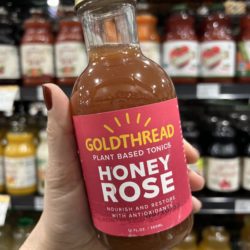 GOLDTHREAD
PLANT BASED TONICS
HONEY
ROSE
NOURISH AND RESTORE
WITH ANTIOXIDANTS